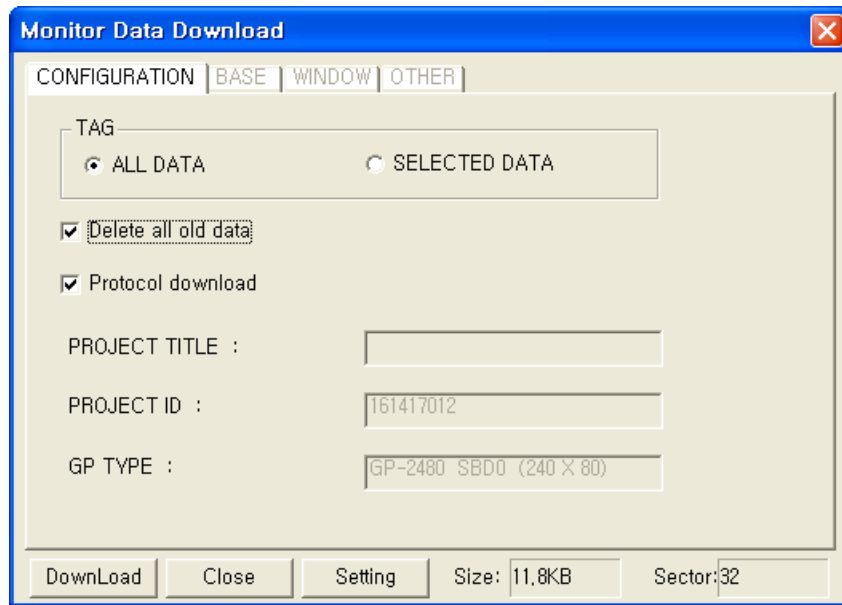 Monitor Data Download
CONFIGURATION BASE WINDOW OTHER
TAG
ALL DATA SELECTED DATA
Delete all old data
Protocol download
PROJECT TITLE :
PROJECT ID : 161417012
GP TYPE : GP-2480 SBD0 (240 X 80)
DownLoad Close Setting Size: 11,8KB Sector:32